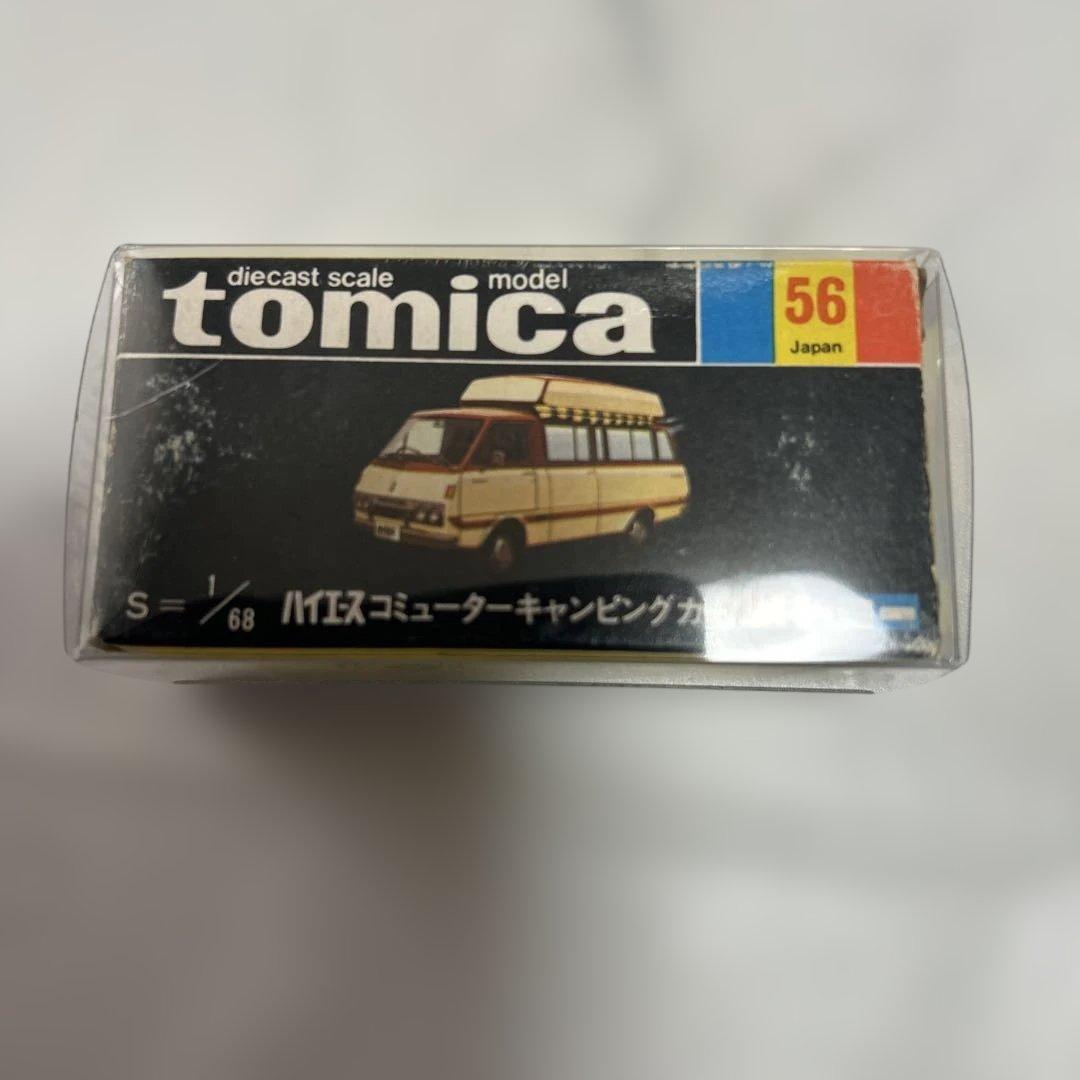 diecast scale model
tomica
56
Japan
S = 1/68 ハイエースコミューターキャンピングカ